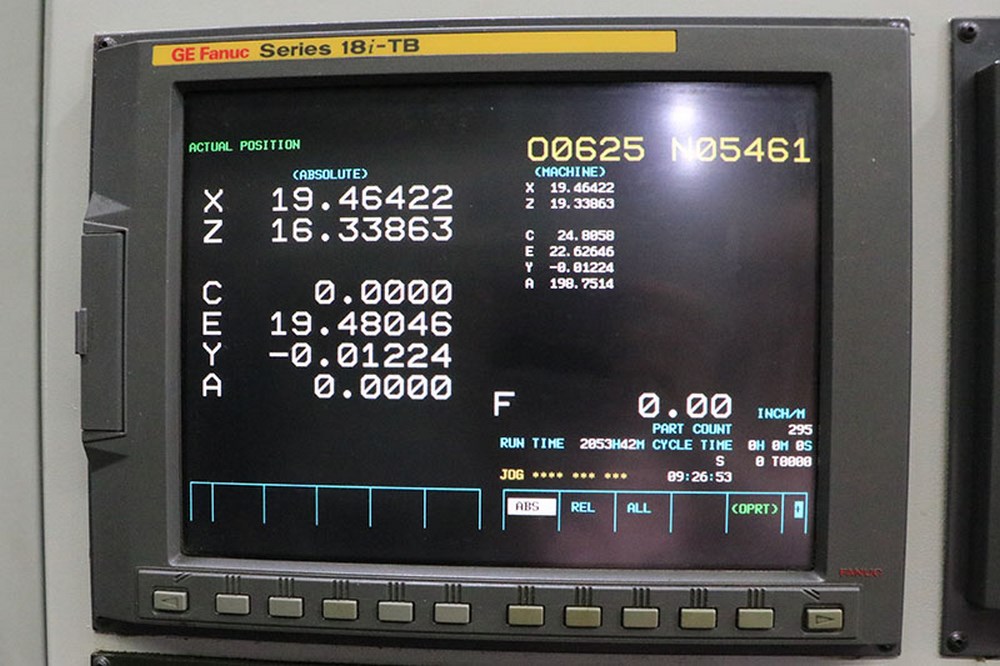 GE Fanuc Series 18i-TB
ACTUAL POSITION
O0625 N05461
(ABSOLUTE)
(MACHINE)
X 19.46422
Z 16.33863
C 0.0000
E 19.48046
Y -0.01224
A 0.0000
X 19.46422
Z 19.33863
C 24.8058
E 22.62646
Y -0.01224
A 198.7514
F 0.00 INCH/M
PART COUNT 295
RUN TIME 2053H42M CYCLE TIME 0H 0M 0S
S 0 T0000
JOG **** *** *** 09:26:53
ABS REL ALL (OPRT)
FANUC